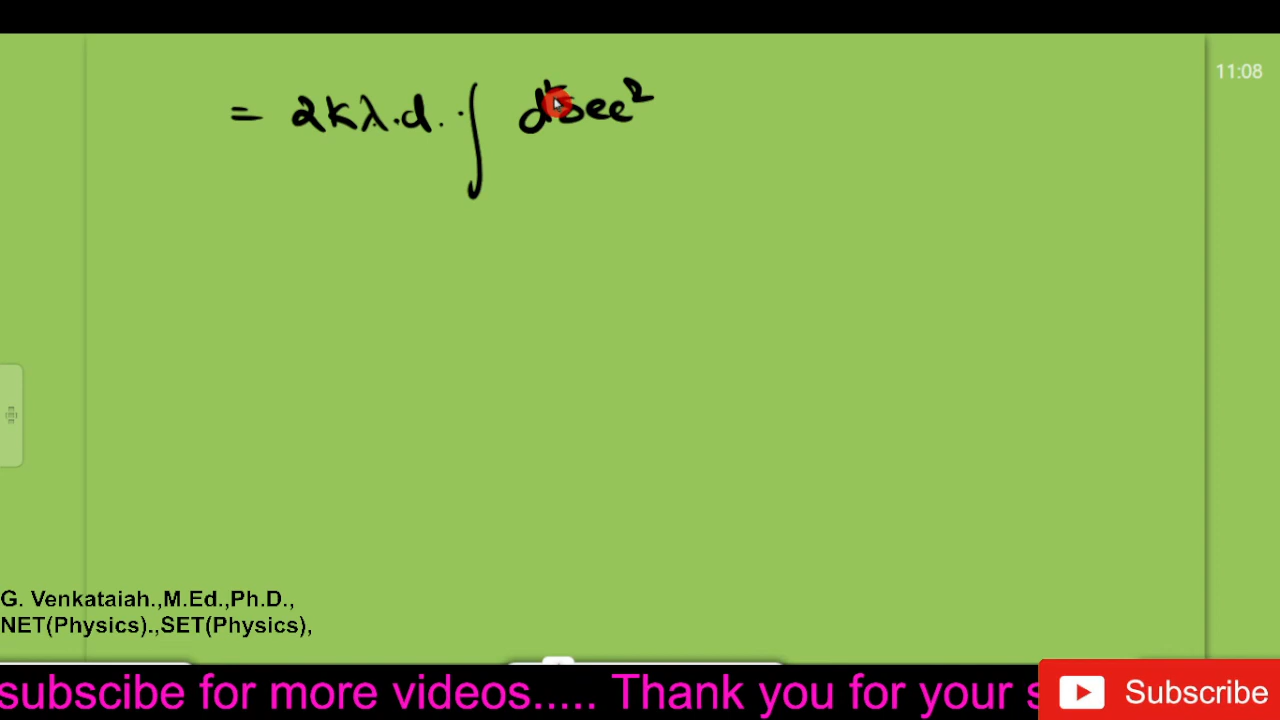 11:08
= 2kλ.d. ∫ d sec²
G. Venkataiah.,M.Ed.,Ph.D.,
NET(Physics).,SET(Physics),
subscibe for more videos..... Thank you for your s
Subscribe